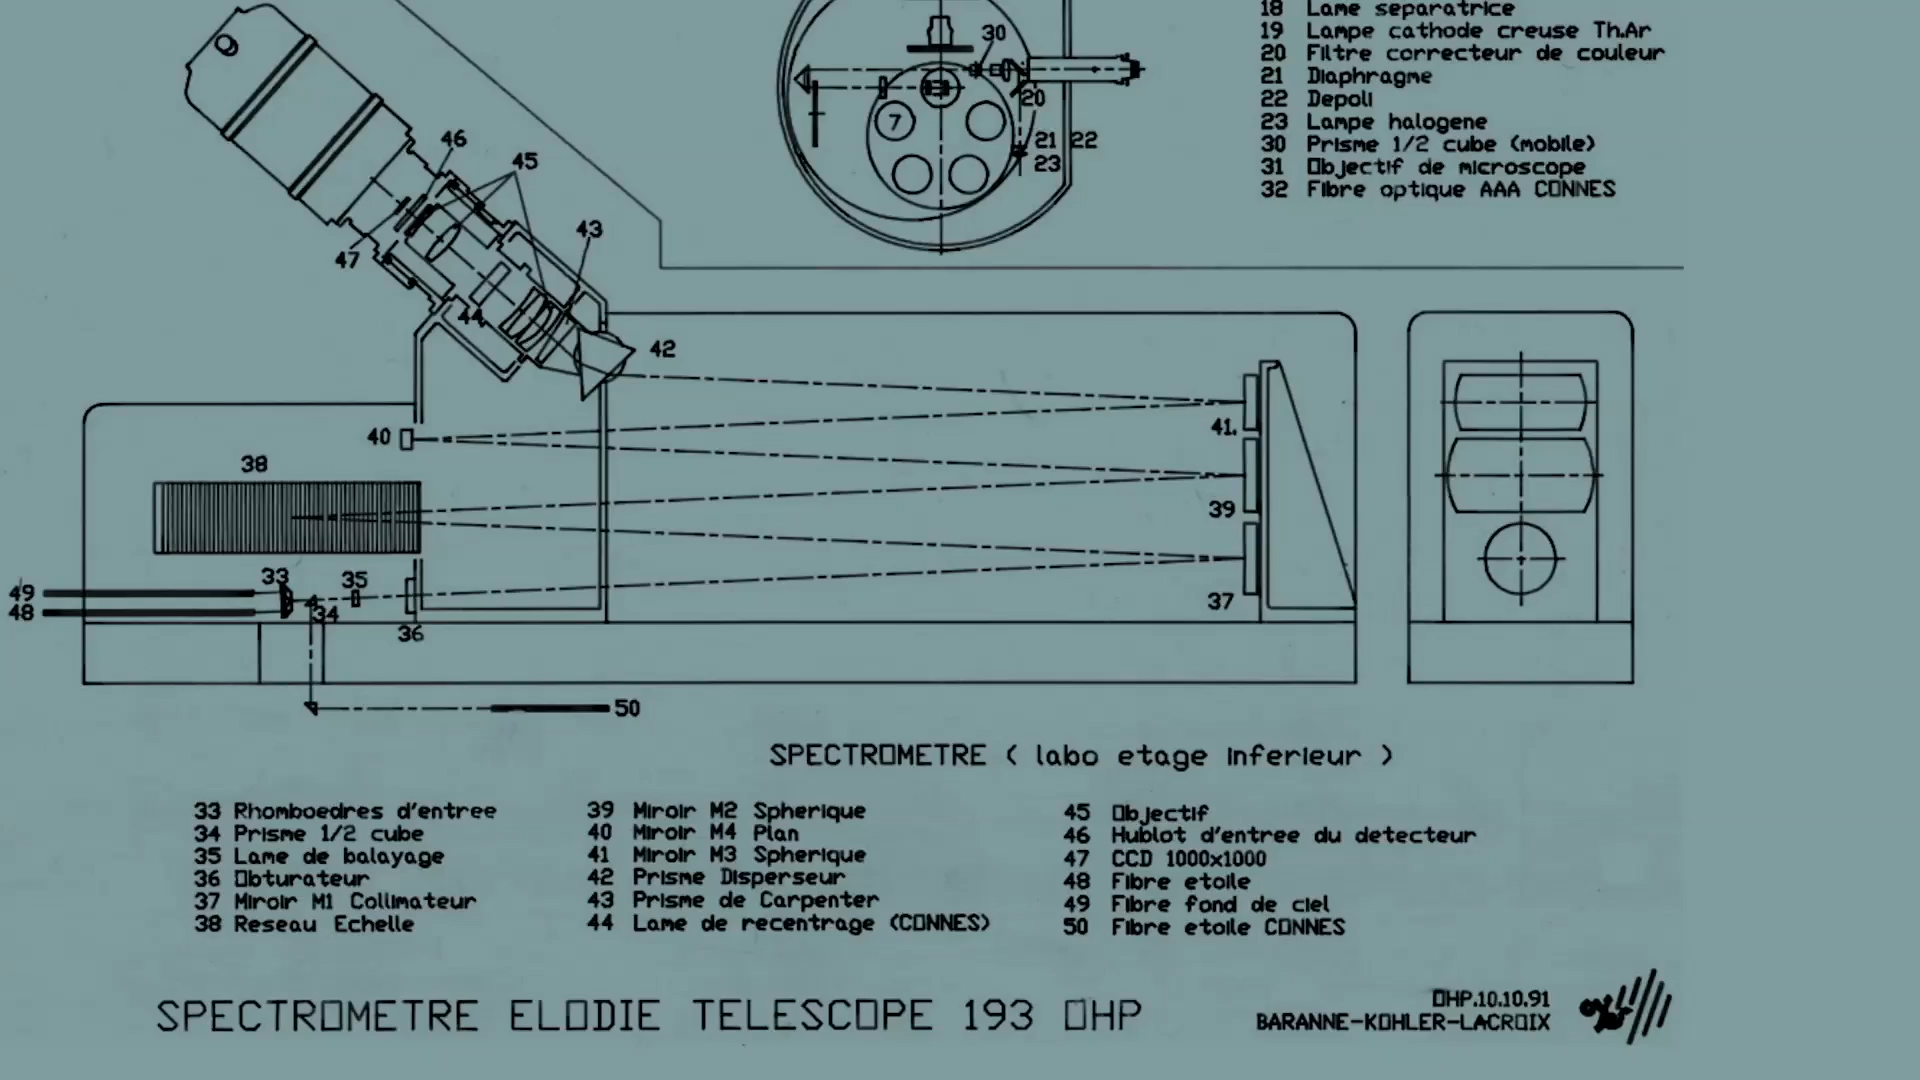 18 Lame separatrice
19 Lampe cathode creuse Th.Ar
20 Filtre correcteur de couleur
21 Diaphragme
22 Depoli
23 Lampe halogene
30 Prisme 1/2 cube (mobile)
31 Objectif de microscope
32 Fibre optique AAA CONNES
30
20
7
21 22
23
46
45
43
47
44
42
40
41.
38
39
33
35
49
48
34
36
37
50
SPECTROMETRE ( labo etage inferieur )
33 Rhomboedres d'entree
34 Prisme 1/2 cube
35 Lame de balayage
36 Obturateur
37 Miroir M1 Collimateur
38 Reseau Echelle
39 Miroir M2 Spherique
40 Miroir M4 Plan
41 Miroir M3 Spherique
42 Prisme Disperseur
43 Prisme de Carpenter
44 Lame de recentrage (CONNES)
45 Objectif
46 Hublot d'entree du detecteur
47 CCD 1000x1000
48 Fibre etoile
49 Fibre fond de ciel
50 Fibre etoile CONNES
SPECTROMETRE ELODIE TELESCOPE 193 OHP
OHP.10.10.91
BARANNE-KOHLER-LACROIX